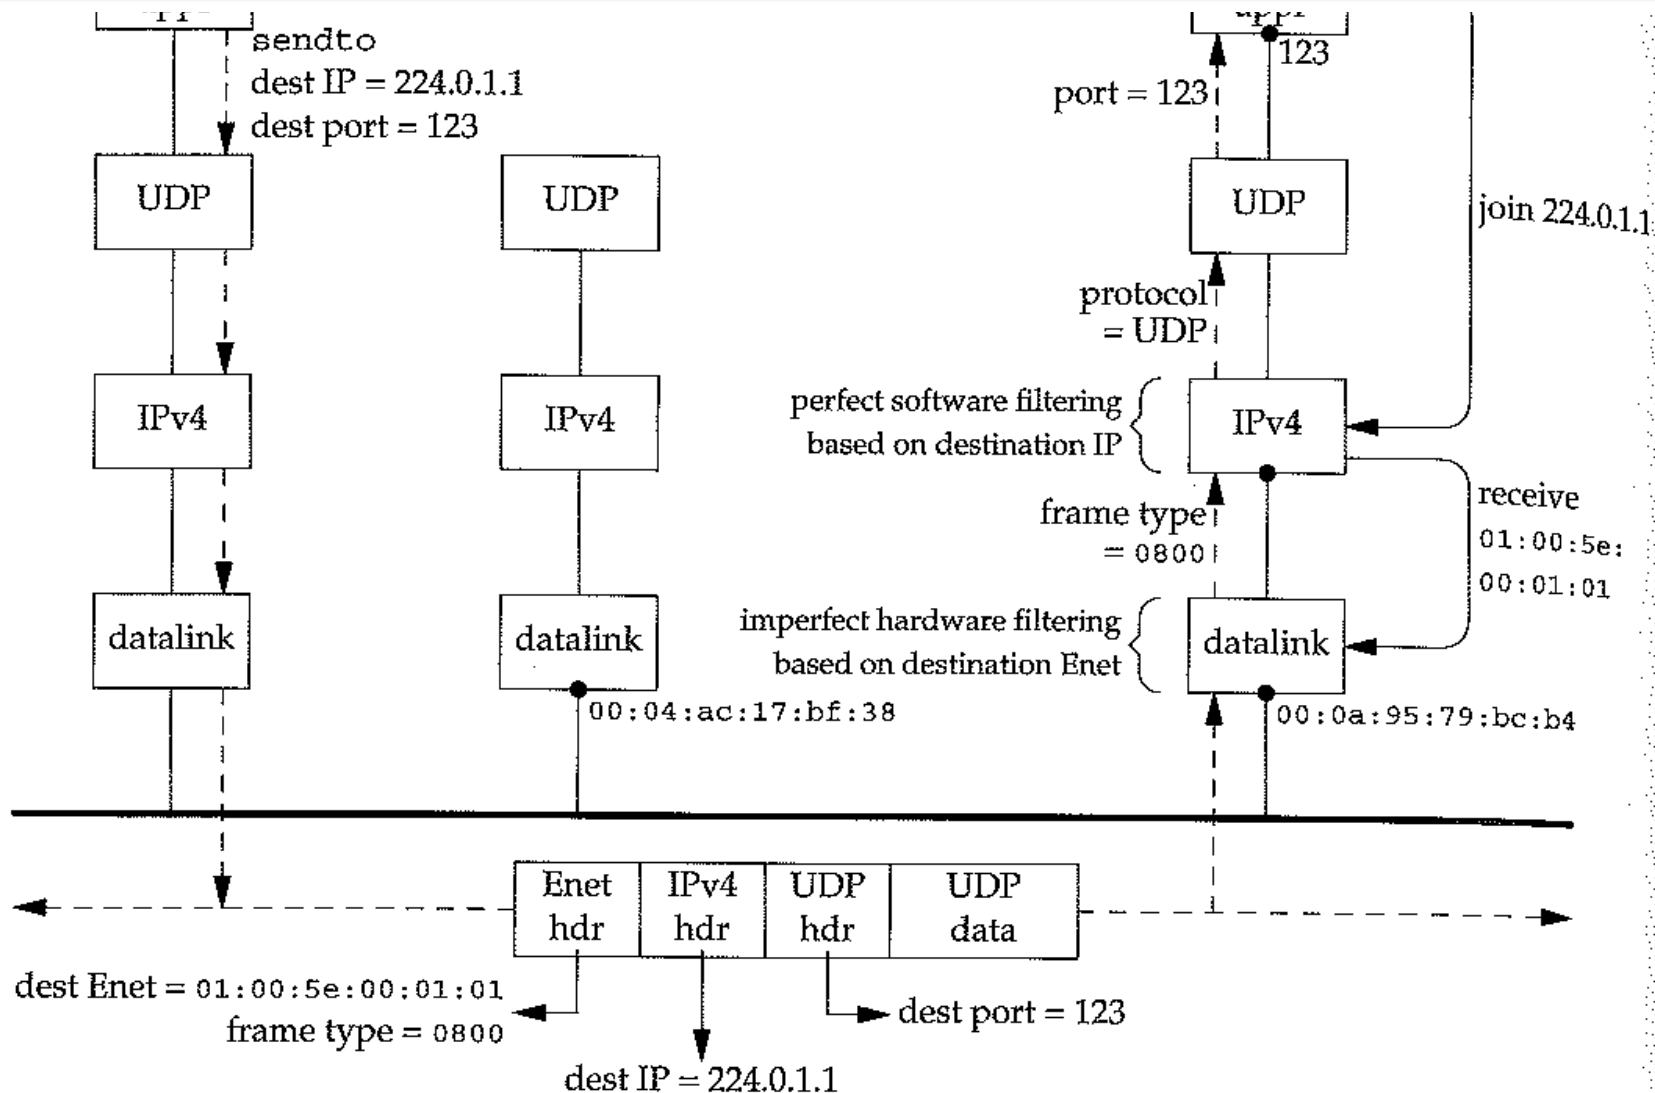 sendto
dest IP = 224.0.1.1
dest port = 123
123
port = 123
UDP
UDP
UDP
join 224.0.1.1
protocol
= UDP
perfect software filtering
based on destination IP
IPv4
IPv4
IPv4
receive
01:00:5e:
00:01:01
frame type
= 0800
imperfect hardware filtering
based on destination Enet
datalink
datalink
datalink
00:04:ac:17:bf:38
00:0a:95:79:bc:b4
Enet
hdr
IPv4
hdr
UDP
hdr
UDP
data
dest Enet = 01:00:5e:00:01:01
frame type = 0800
dest port = 123
dest IP = 224.0.1.1